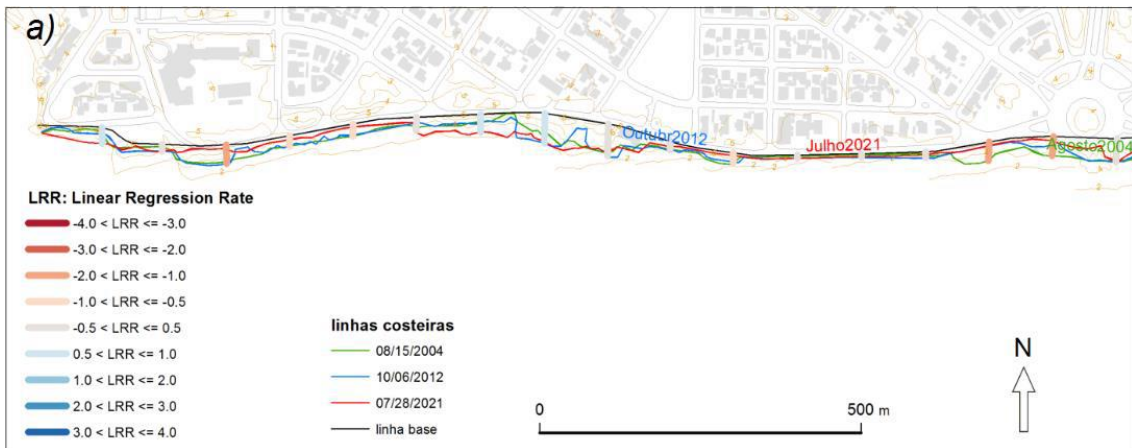 a)
Outubr2012
Julho2021
Agosto2004
LRR: Linear Regression Rate
-4.0 < LRR <= -3.0
-3.0 < LRR <= -2.0
-2.0 < LRR <= -1.0
-1.0 < LRR <= -0.5
-0.5 < LRR <= 0.5
0.5 < LRR <= 1.0
1.0 < LRR <= 2.0
2.0 < LRR <= 3.0
3.0 < LRR <= 4.0
linhas costeiras
08/15/2004
10/06/2012
07/28/2021
linha base
0
500 m
N